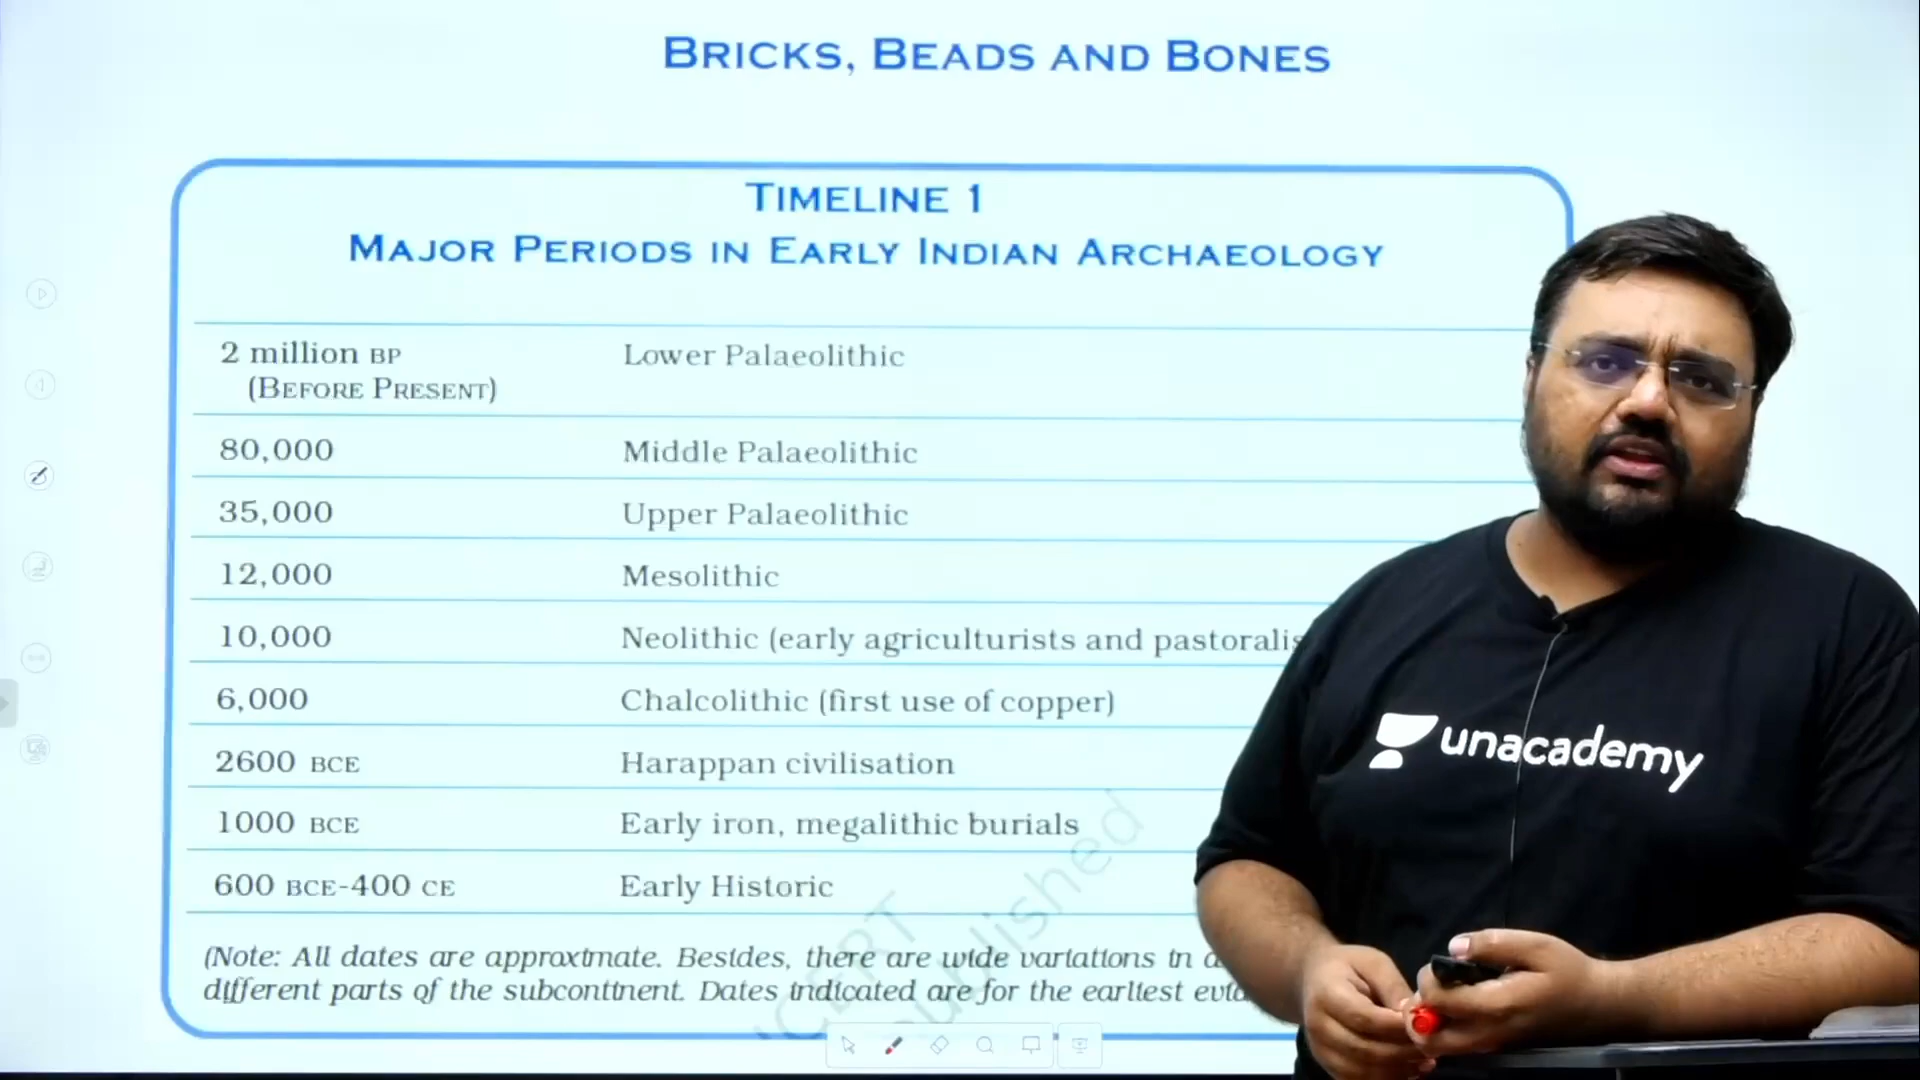 BRICKS, BEADS AND BONES
TIMELINE 1
MAJOR PERIODS IN EARLY INDIAN ARCHAEOLOGY
2 million BP Lower Palaeolithic
(BEFORE PRESENT)
80,000 Middle Palaeolithic
35,000 Upper Palaeolithic
12,000 Mesolithic
10,000 Neolithic (early agriculturists and
6,000 Chalcolithic (first use of copper)
2600 BCE Harappan civilisation
1000 BCE Early iron, megalithic burials
600 BCE-400 CE Early Historic
(Note: All dates are approximate. Besides, there are wide variations in
different parts of the subcontinent. Dates indicated are for the earliest
unacademy